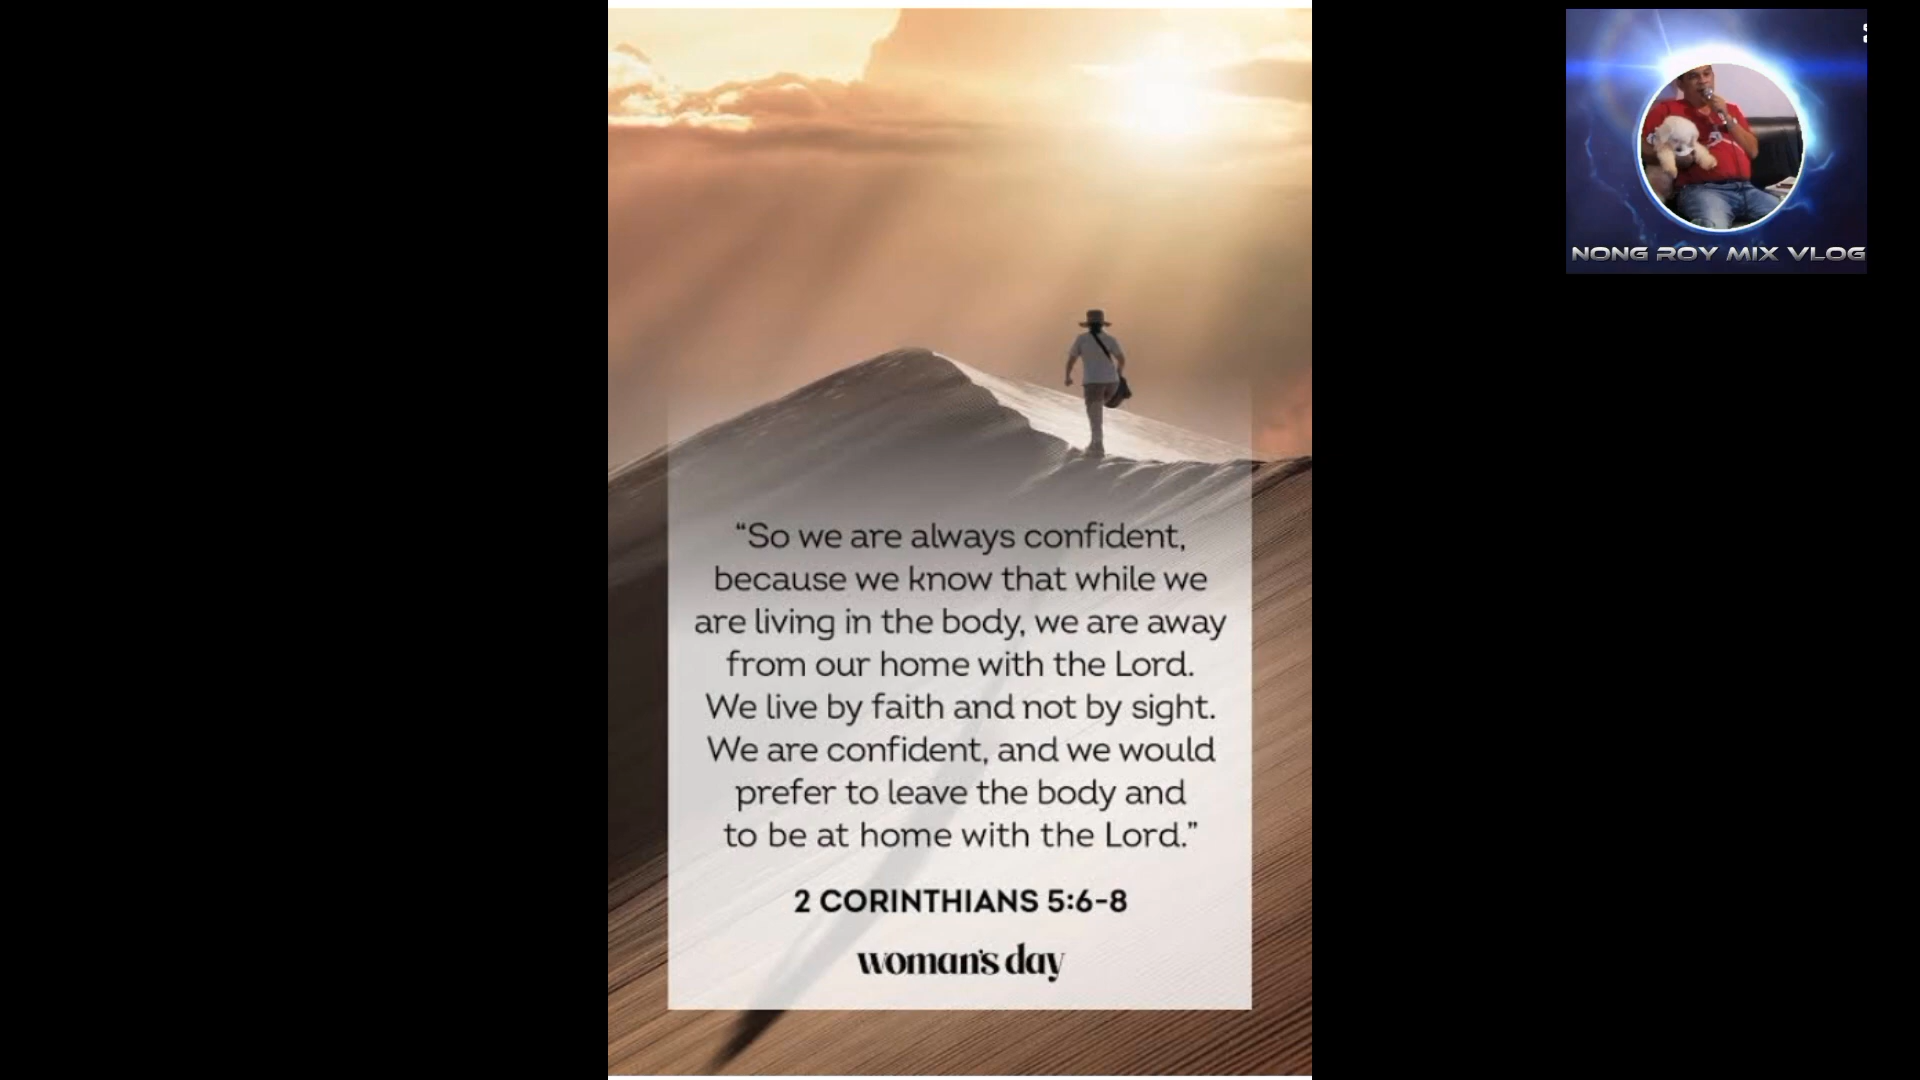 “So we are always confident,
because we know that while we
are living in the body, we are away
from our home with the Lord.
We live by faith and not by sight.
We are confident, and we would
prefer to leave the body and
to be at home with the Lord.”
2 CORINTHIANS 5:6-8
woman's day
NONG ROY MIX VLOG